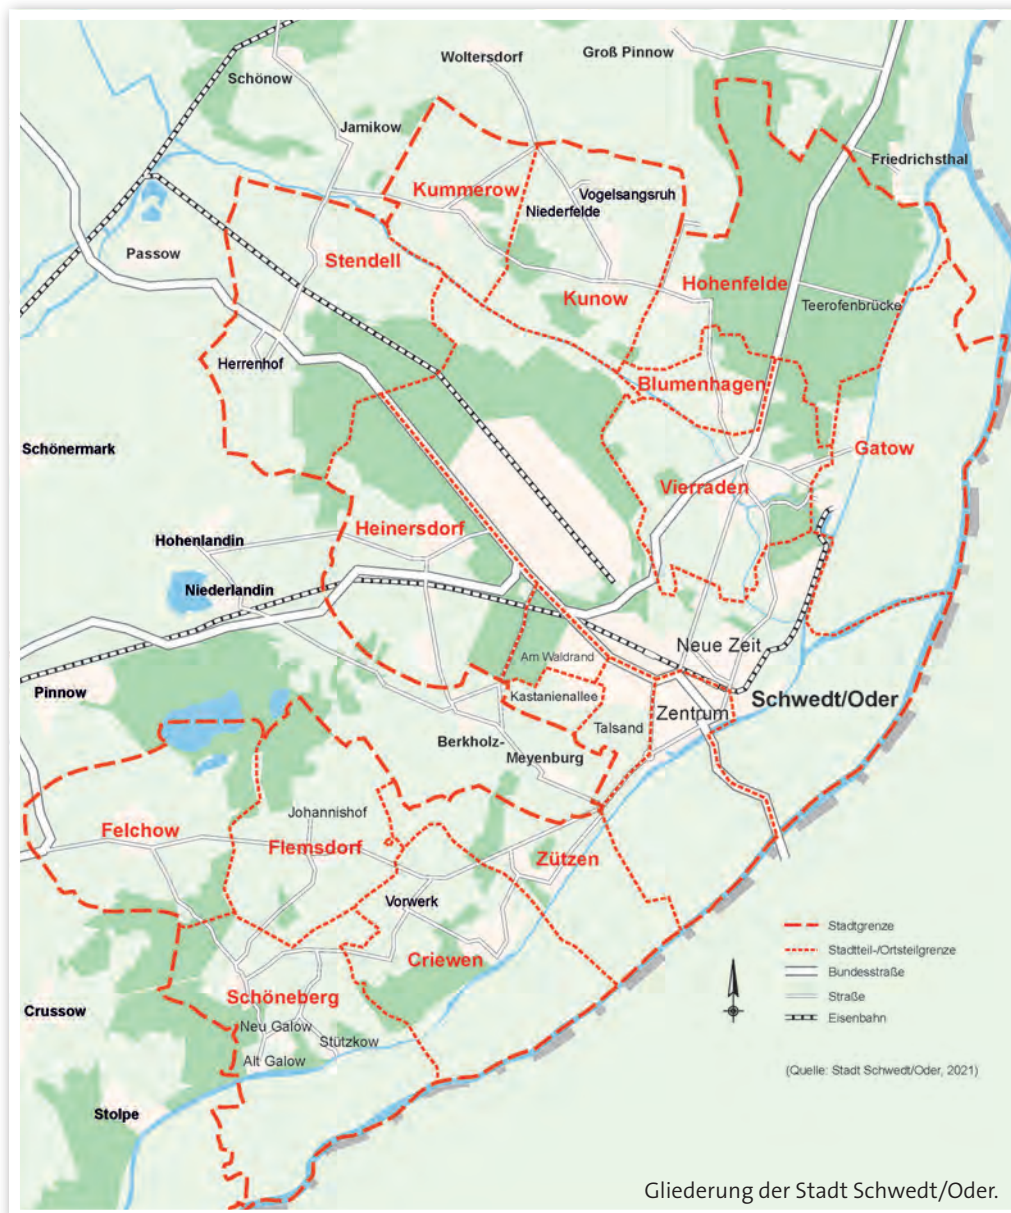 Woltersdorf
Groß Pinnow
Schönow
Jamikow
Friedrichsthal
Kummerow
Vogelsangsruh
Niederfelde
Passow
Stendell
Kunow
Hohenfelde
Teerofenbrücke
Herrenhof
Blumenhagen
Schönermark
Gatow
Vierraden
Heinersdorf
Hohenlandin
Niederlandin
Neue Zeit
Am Waldrand
Pinnow
Kastanienallee
Schwedt/Oder
Zentrum
Talsand
Berkholz-
Meyenburg
Johannishof
Felchow
Flemsdorf
Zützen
Vorwerk
Criewen
Schöneberg
Crussow
Neu Galow
Stützkow
Alt Galow
Stolpe
Stadtgrenze
Stadtteil-/Ortsteilgrenze
Bundesstraße
Straße
Eisenbahn
(Quelle: Stadt Schwedt/Oder, 2021)
Gliederung der Stadt Schwedt/Oder.